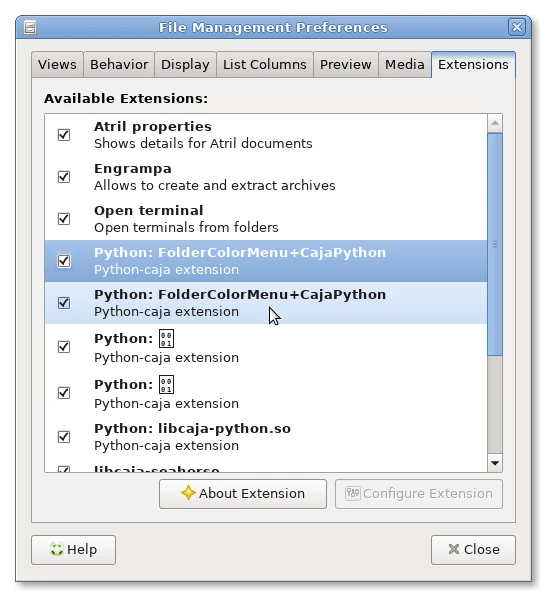 File Management Preferences
Views Behavior Display List Columns Preview Media Extensions
Available Extensions:
Atril properties
Shows details for Atril documents
Engrampa
Allows to create and extract archives
Open terminal
Open terminals from folders
Python: FolderColorMenu+CajaPython
Python-caja extension
Python: FolderColorMenu+CajaPython
Python-caja extension
Python:
Python-caja extension
Python:
Python-caja extension
Python: libcaja-python.so
Python-caja extension
libcaja-seahorse
About Extension Configure Extension
Help Close